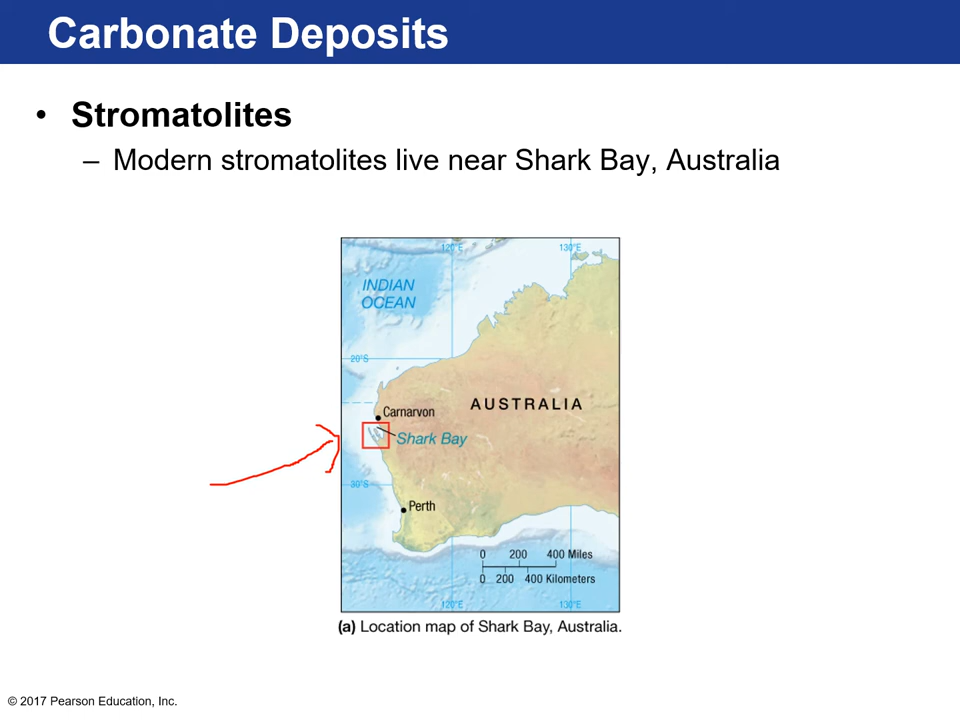 Carbonate Deposits
• Stromatolites
– Modern stromatolites live near Shark Bay, Australia
120°E 130°E
INDIAN
OCEAN
20°S
AUSTRALIA
Carnarvon
Shark Bay
30°S
Perth
0 200 400 Miles
0 200 400 Kilometers
120°E 130°E
(a) Location map of Shark Bay, Australia.
© 2017 Pearson Education, Inc.